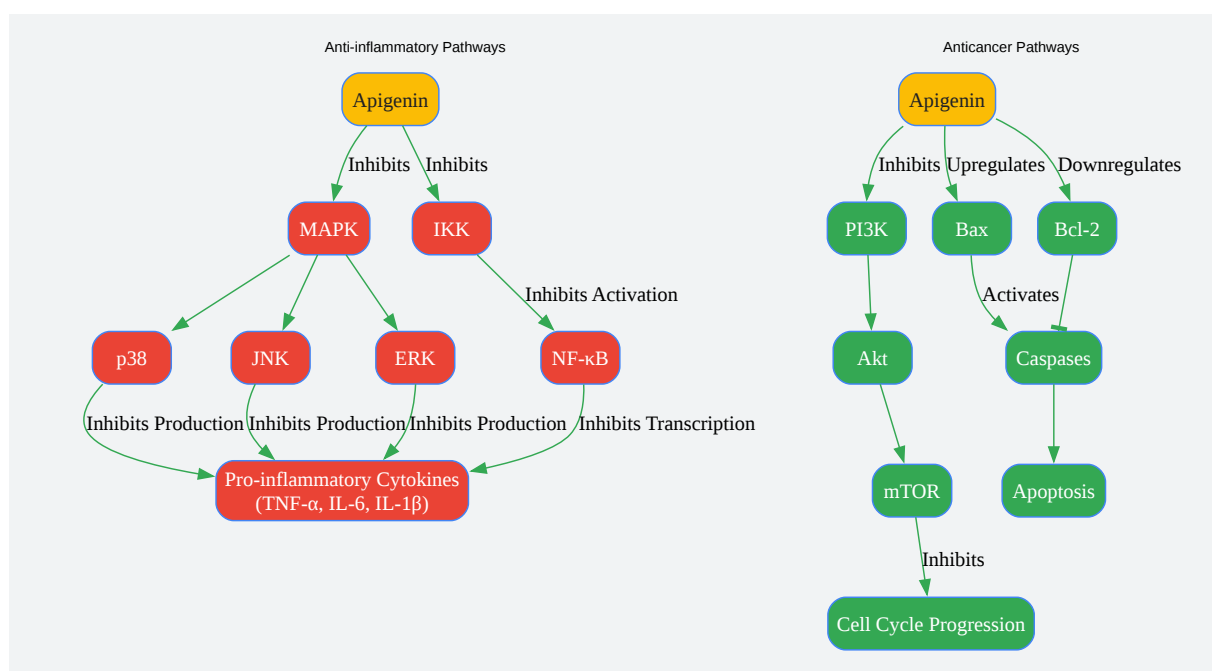 Anti-inflammatory Pathways
Anticancer Pathways
Apigenin
Apigenin
Inhibits
Inhibits
Inhibits
Upregulates
Downregulates
MAPK
IKK
PI3K
Bax
Bcl-2
Inhibits Activation
Activates
p38
JNK
ERK
NF-κB
Akt
Caspases
Inhibits Production
Inhibits Production
Inhibits Production
Inhibits Transcription
Pro-inflammatory Cytokines
(TNF-α, IL-6, IL-1β)
mTOR
Apoptosis
Inhibits
Cell Cycle Progression